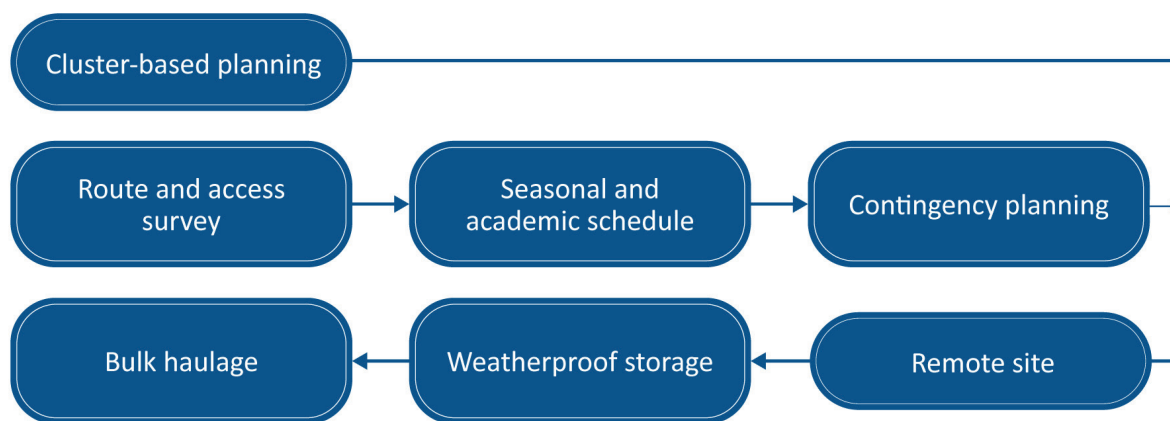 Cluster-based planning
Route and access
survey
Seasonal and
academic schedule
Contingency planning
Bulk haulage
Weatherproof storage
Remote site